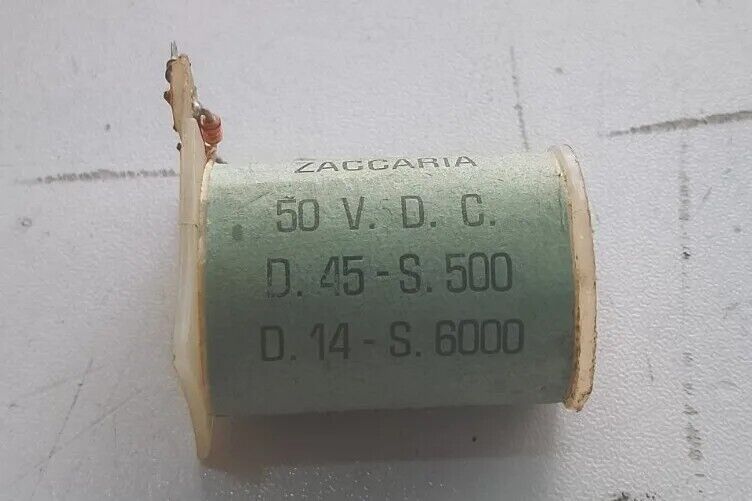 ZACCARIA
50 V. D. C.
D. 45 - S. 500
D. 14 - S. 6000